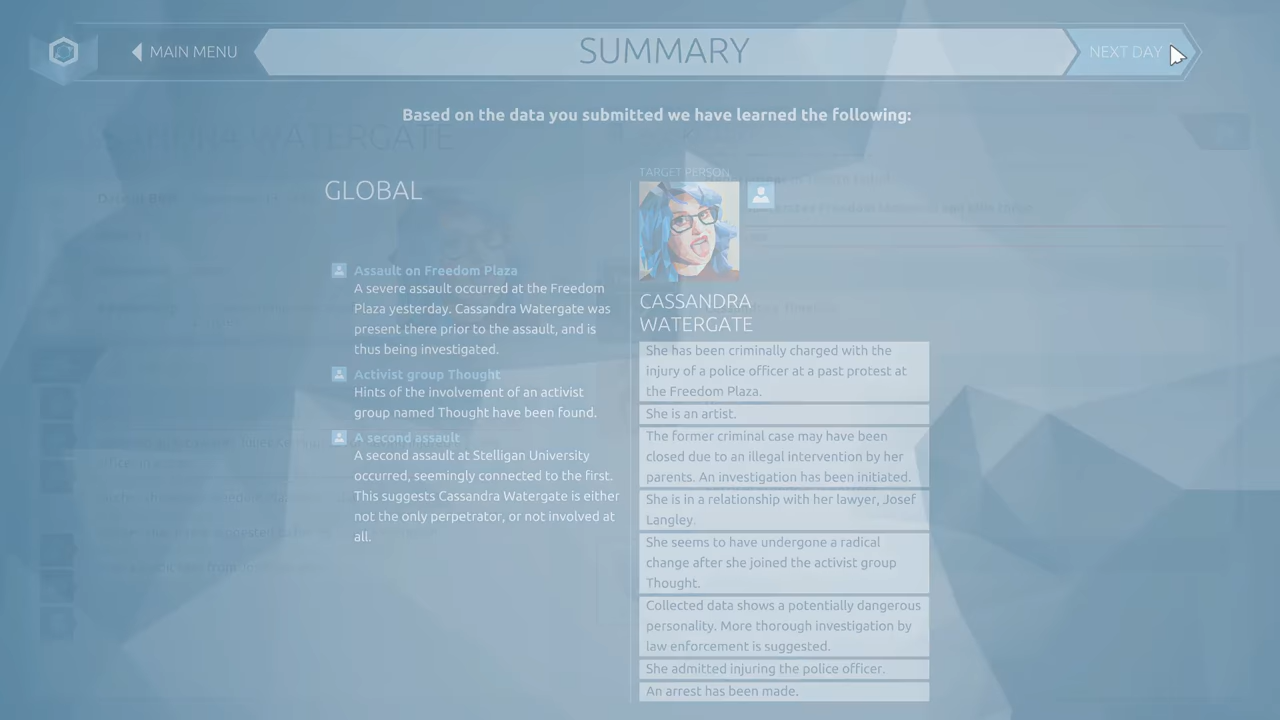 MAIN MENU
SUMMARY
NEXT DAY
Based on the data you submitted we have learned the following:
GLOBAL
Assault on Freedom Plaza
A severe assault occurred at the Freedom
Plaza yesterday. Cassandra Watergate was
present there prior to the assault, and is
thus being investigated.
Activist group Thought
Hints of the involvement of an activist
group named Thought have been found.
A second assault
A second assault at Stelligan University
occurred, seemingly connected to the first.
This suggests Cassandra Watergate is either
not the only perpetrator, or not involved at
all.
TARGET PERSON
CASSANDRA
WATERGATE
She has been criminally charged with the
injury of a police officer at a past protest at
the Freedom Plaza.
She is an artist.
The former criminal case may have been
closed due to an illegal intervention by her
parents. An investigation has been initiated.
She is in a relationship with her lawyer, Josef
Langley.
She seems to have undergone a radical
change after she joined the activist group
Thought.
Collected data shows a potentially dangerous
personality. More thorough investigation by
law enforcement is suggested.
She admitted injuring the police officer.
An arrest has been made.